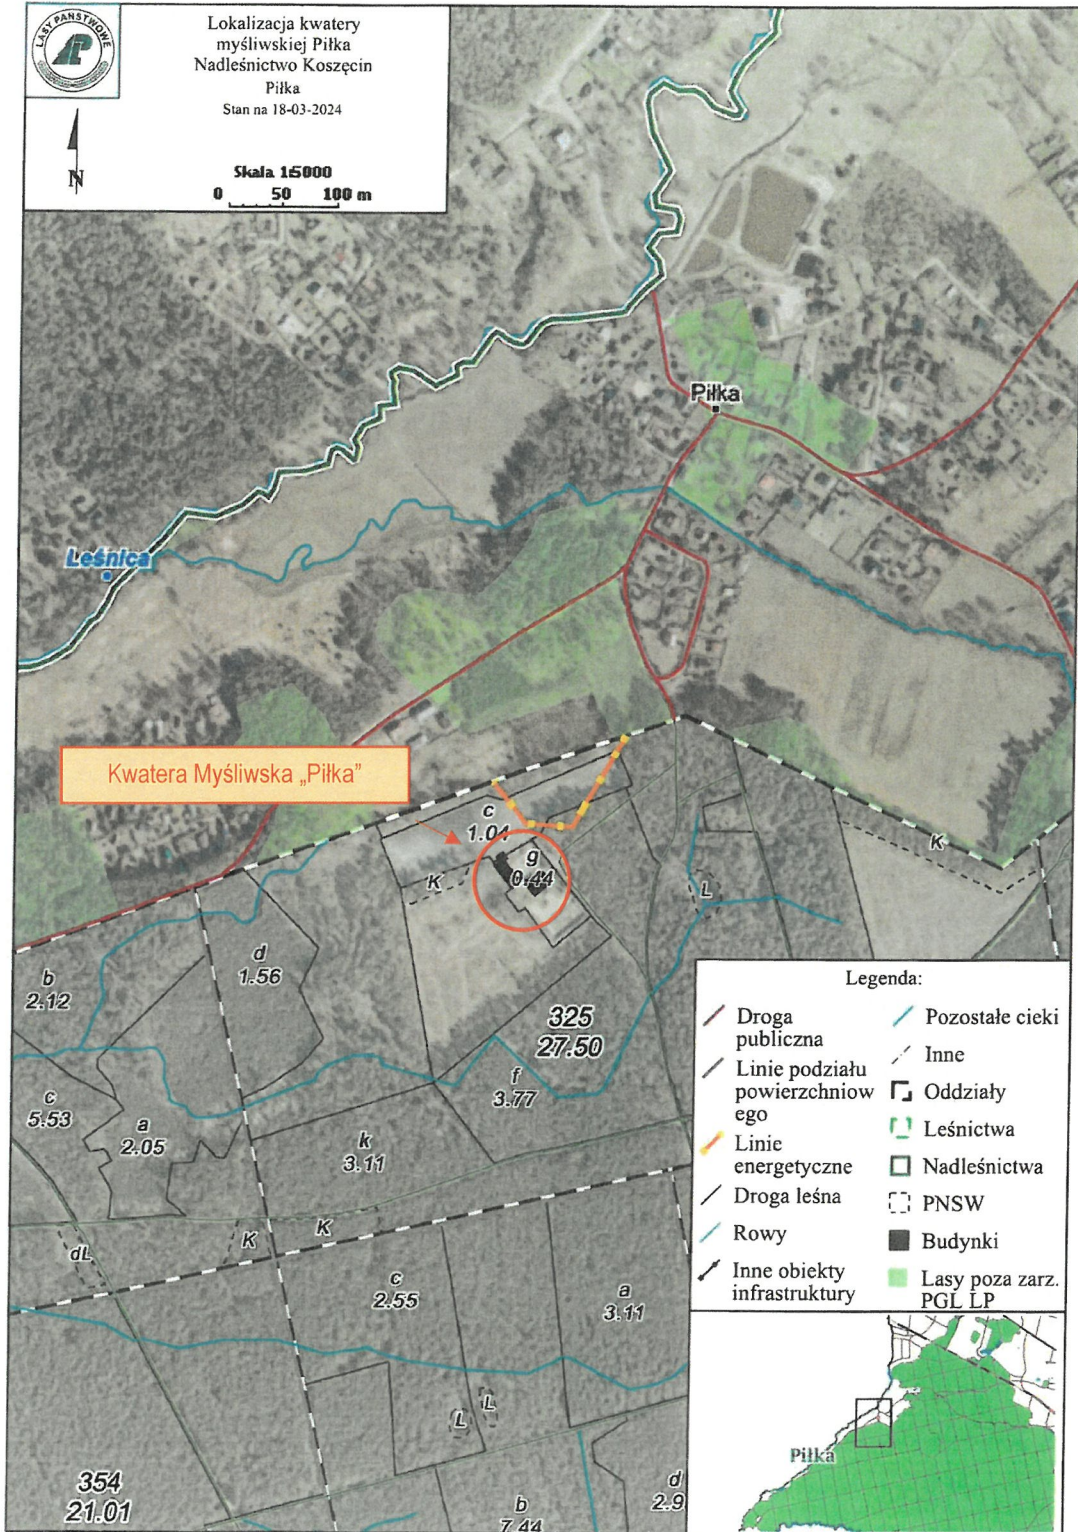 LASY PAŃSTWOWE
Lokalizacja kwatery
myśliwskiej Piłka
Nadleśnictwo Koszęcin
Piłka
Stan na 18-03-2024
N
Skala 1:5000
0 50 100 m
Piłka
Leśnica
Kwatera Myśliwska „Piłka”
c
1.04
g
0.44
K
K
L
d
1.56
b
2.12
325
27.50
c
5.53
a
2.05
f
3.77
k
3.11
K
K
dL
c
2.55
a
3.11
L
L
354
21.01
b
7.44
d
2.9
Legenda:
Droga
publiczna
Linie podziału
powierzchniow
ego
Linie
energetyczne
Droga leśna
Rowy
Inne obiekty
infrastruktury
Pozostałe cieki
Inne
Oddziały
Leśnictwa
Nadleśnictwa
PNSW
Budynki
Lasy poza zarz.
PGL LP
Piłka